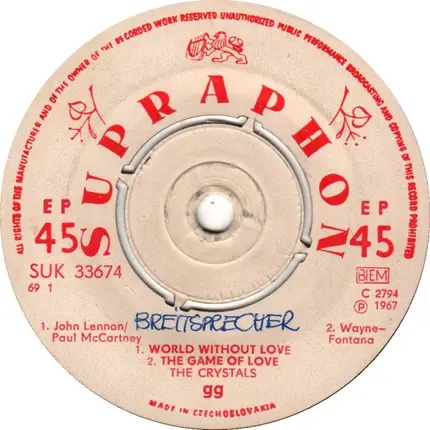 ALL RIGHTS OF THE MANUFACTURER AND OF THE OWNER OF THE RECORDED WORK RESERVED UNAUTHORIZED PUBLIC PERFORMANCE BROADCASTING AND COPYING OF THIS RECORD PROHIBITED
SUPRAPHON
EP
45
EP
45
SUK 33674
69 1
BIEM
C 2794
Ⓟ 1967
BREITSPRECHER
1. John Lennon/
Paul McCartney
2. Wayne–
Fontana
1. WORLD WITHOUT LOVE
2. THE GAME OF LOVE
THE CRYSTALS
gg
MADE IN CZECHOSLOVAKIA